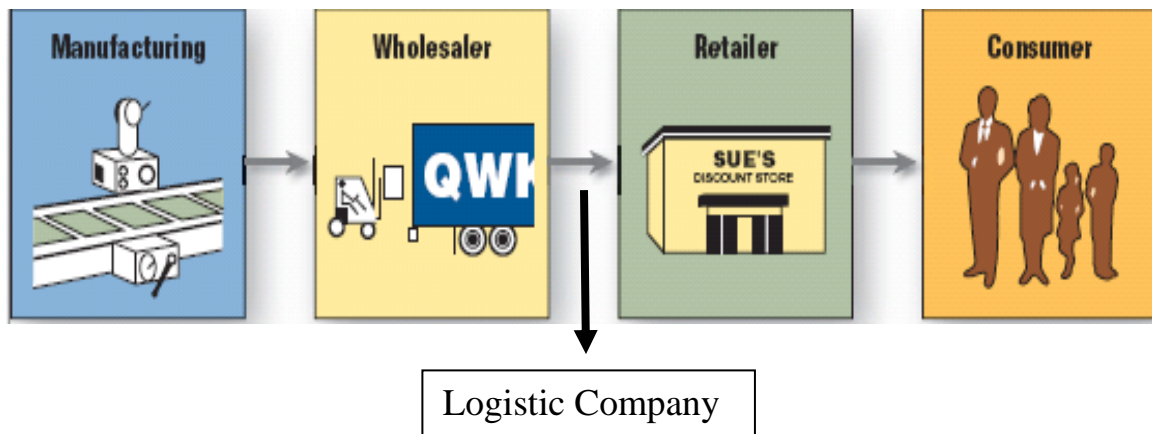 Manufacturing
Wholesaler
Retailer
Consumer
QWK
SUE'S
DISCOUNT STORE
Logistic Company